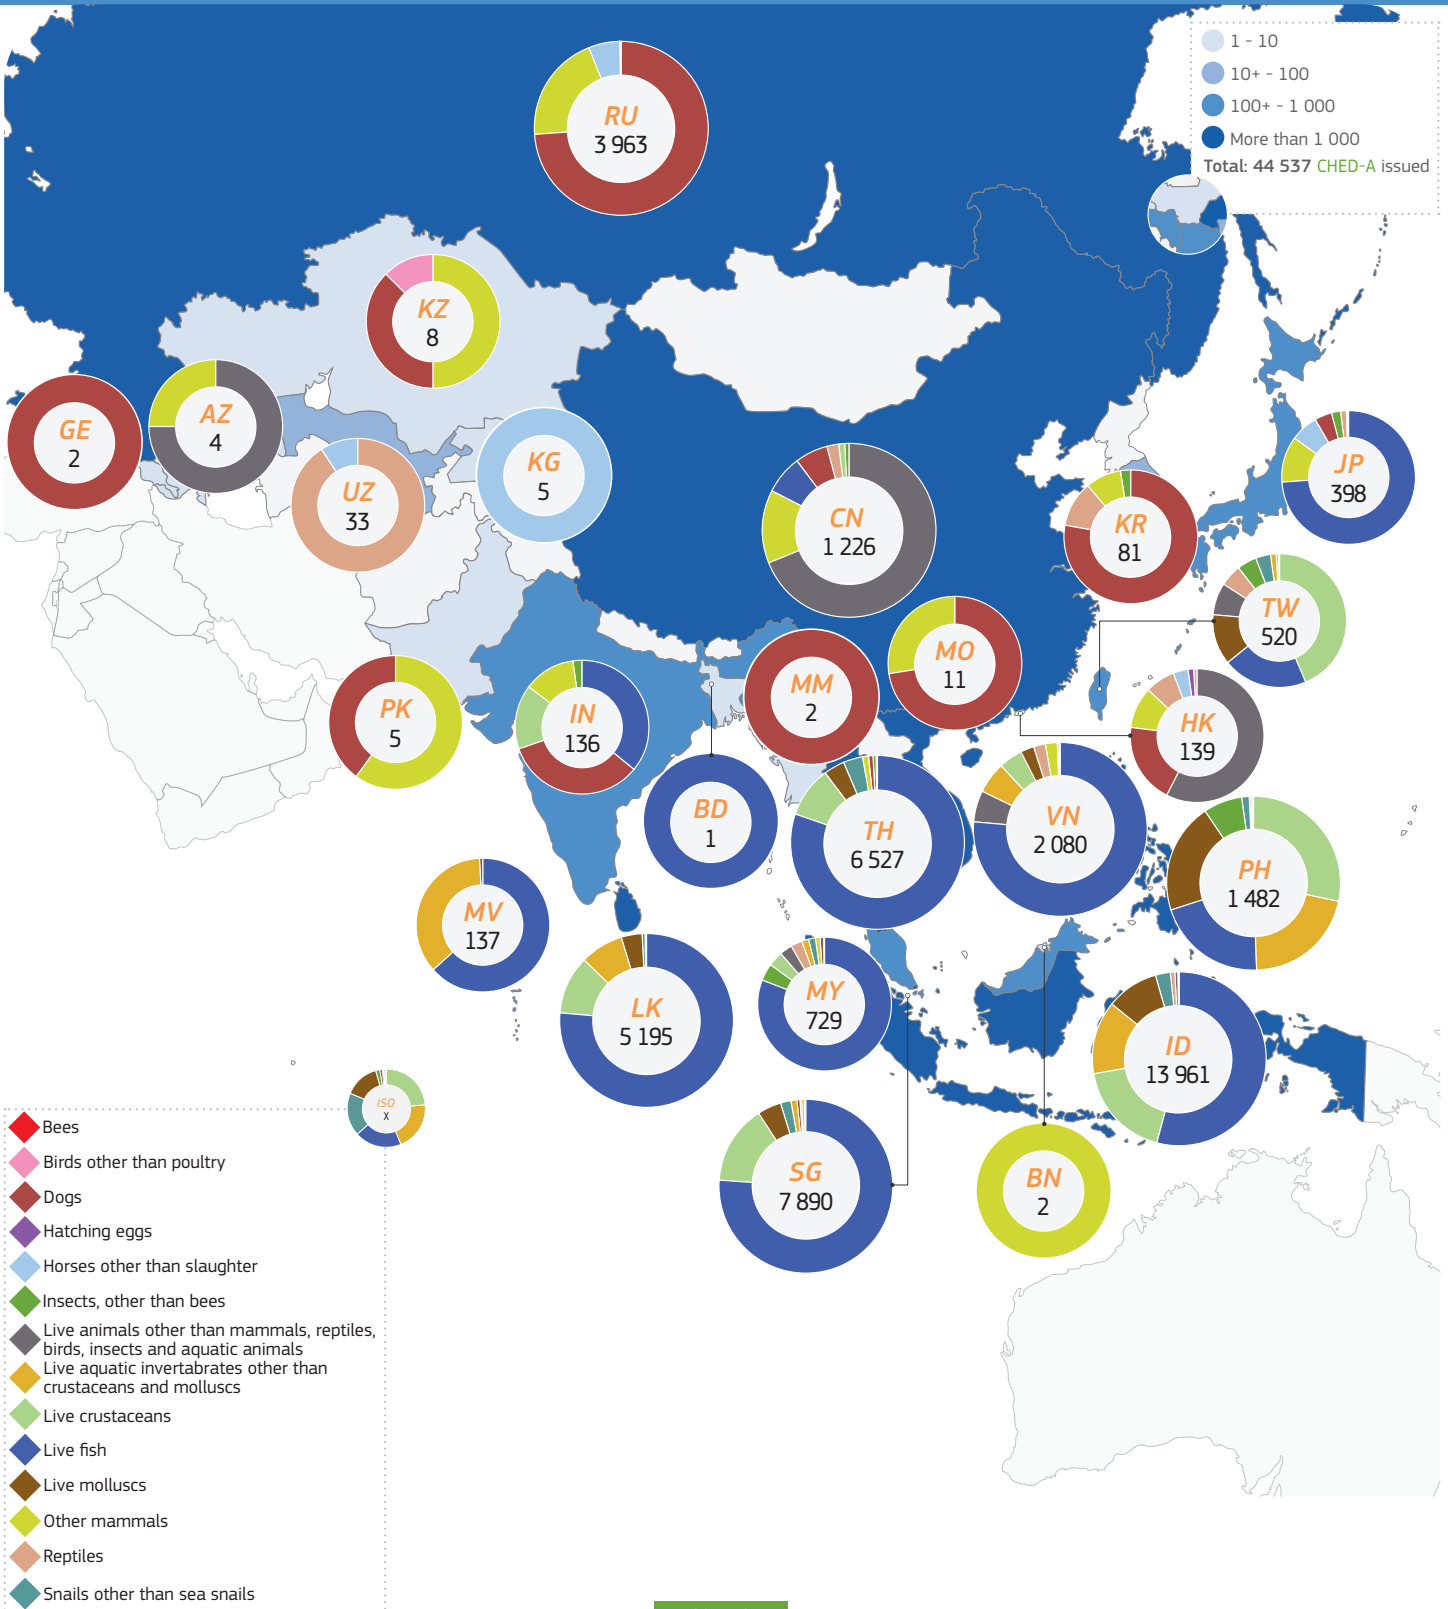 1 - 10
10+ - 100
100+ - 1 000
More than 1 000
Total: 44 537 CHED-A issued
RU
3 963
KZ
8
GE
2
AZ
4
UZ
33
KG
5
CN
1 226
KR
81
JP
398
TW
520
MO
11
HK
139
PK
5
IN
136
MM
2
BD
1
TH
6 527
VN
2 080
PH
1 482
MV
137
LK
5 195
MY
729
ID
13 961
SG
7 890
BN
2
ISO
X
Bees
Birds other than poultry
Dogs
Hatching eggs
Horses other than slaughter
Insects, other than bees
Live animals other than mammals, reptiles,
birds, insects and aquatic animals
Live aquatic invertabrates other than
crustaceans and molluscs
Live crustaceans
Live fish
Live molluscs
Other mammals
Reptiles
Snails other than sea snails